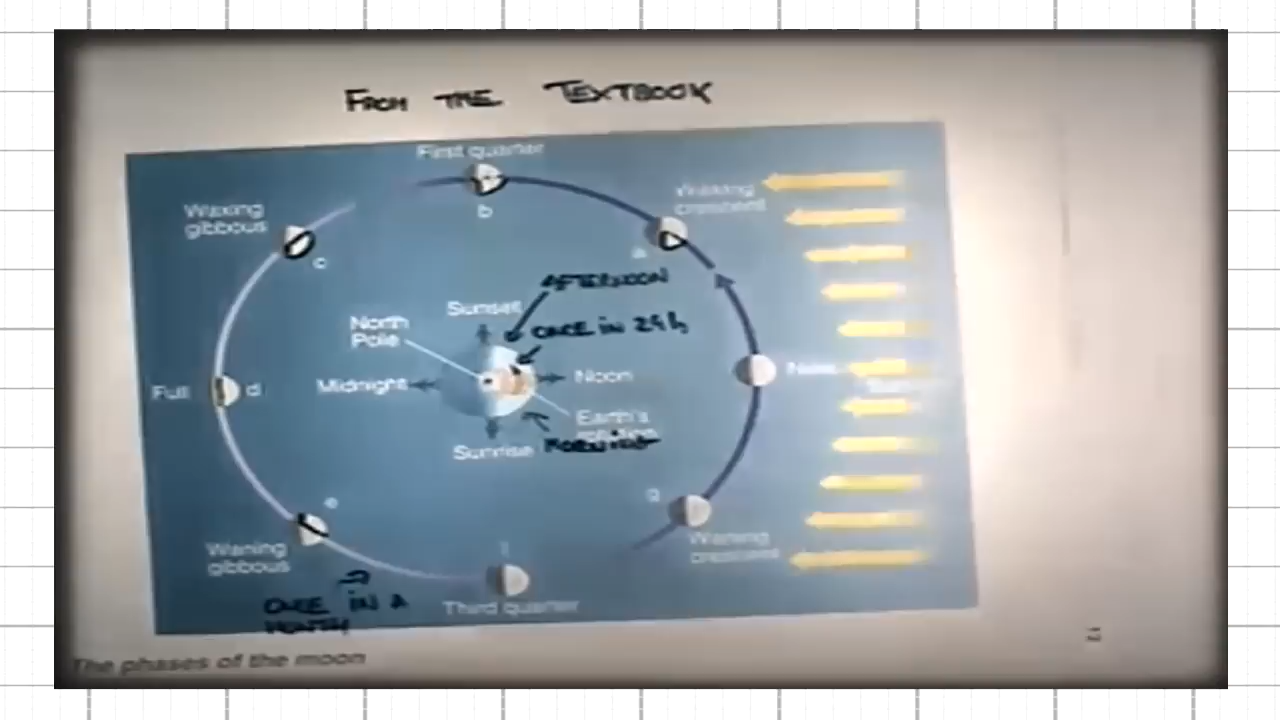 FROM THE TEXTBOOK
First quarter
b
Waxing
crescent
a
Waxing
gibbous
c
AFTERNOON
Sunset
ONCE IN 24 h
North
Pole
Midnight
Noon
New
Full
d
Earth's
Sunrise
MORNING
e
g
Waning
gibbous
Waning
crescent
ONCE IN A
MONTH
Third quarter
The phases of the moon